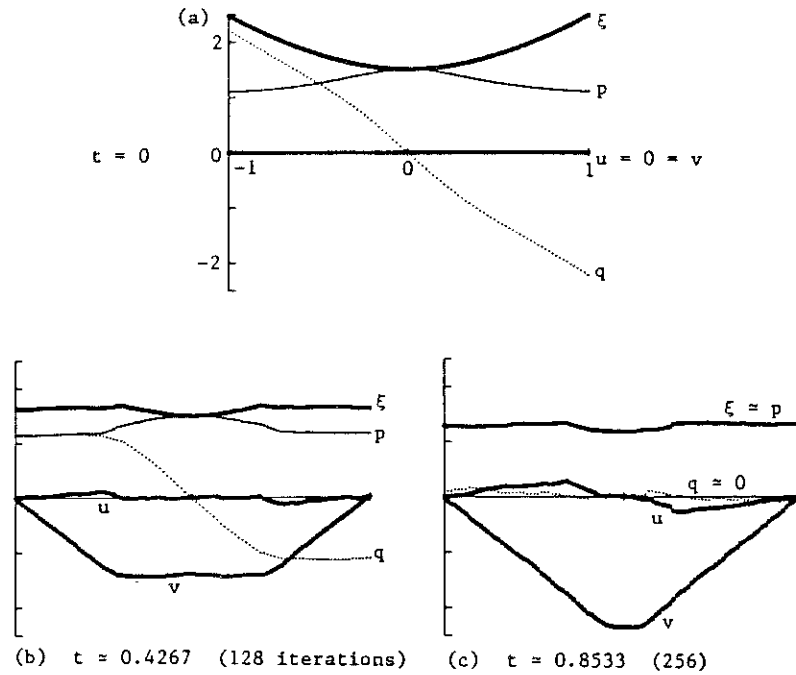 (a)
ξ
2
p
t = 0
0
-1
0
1
u = 0 = v
-2
q
ξ
p
ξ ≃ p
q ≃ 0
u
u
q
v
v
(b) t ≃ 0.4267 (128 iterations)
(c) t ≃ 0.8533 (256)